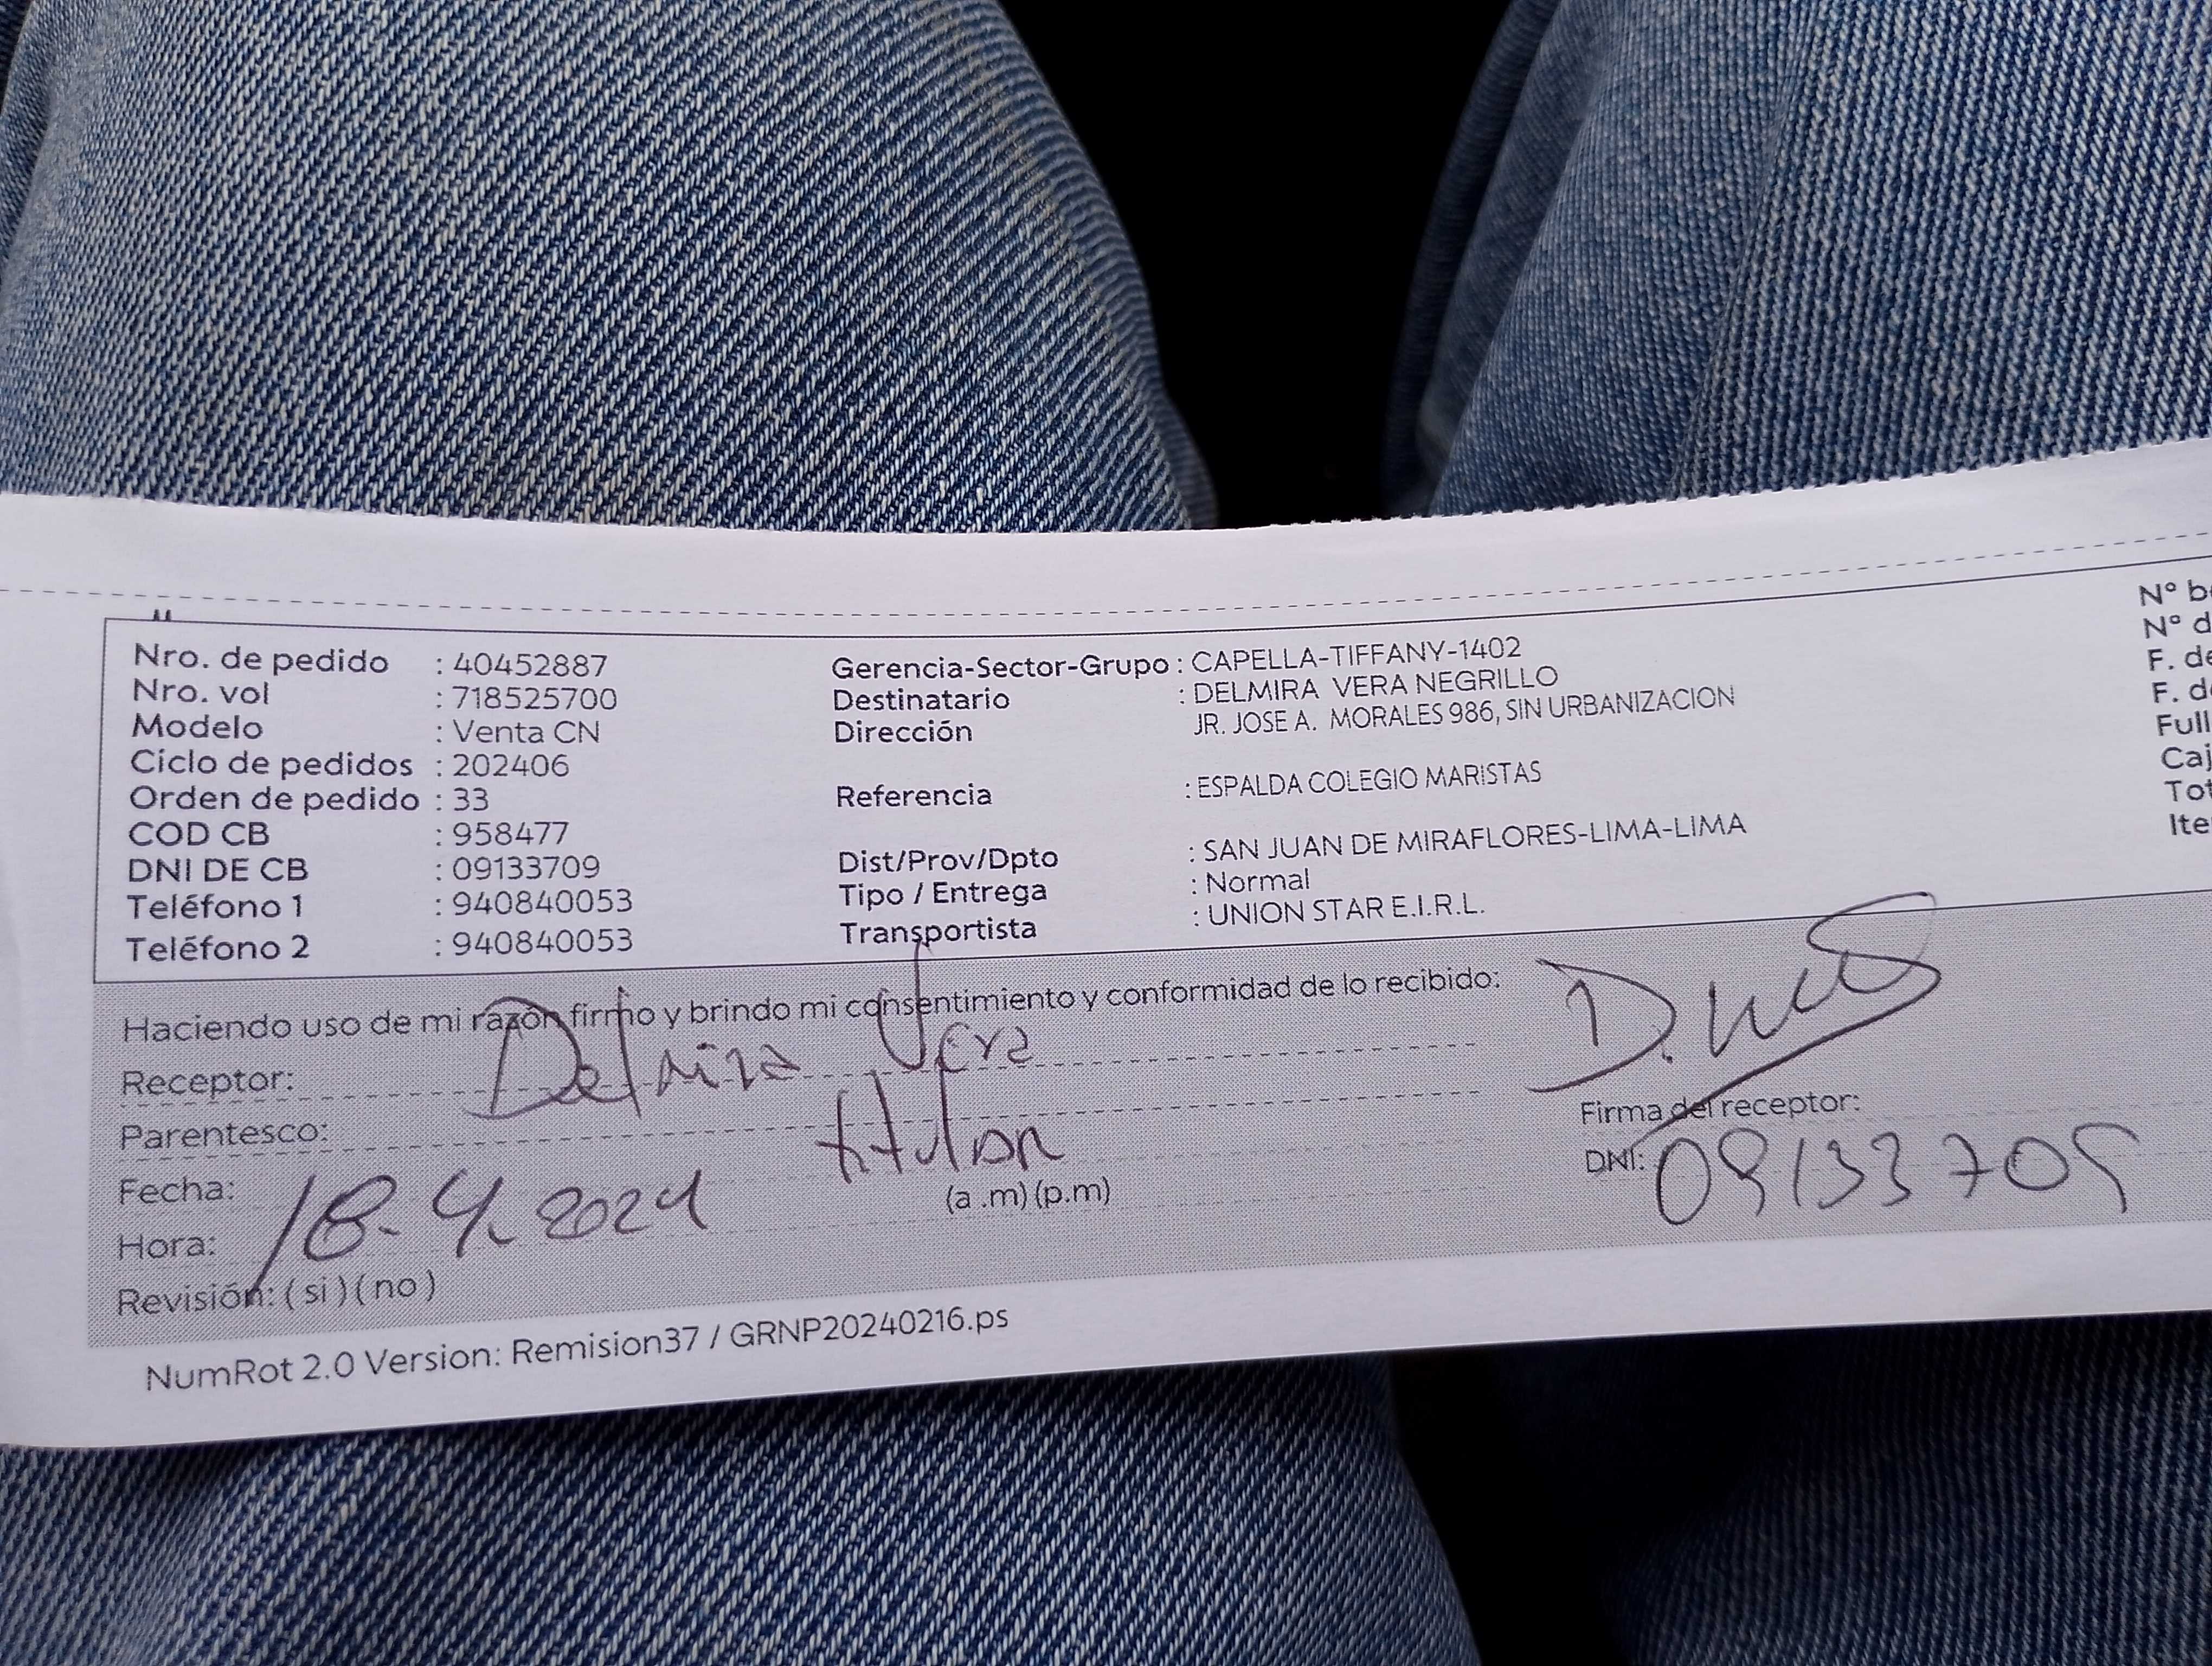 Nro. de pedido : 40452887
Nro. vol : 718525700
Modelo : Venta CN
Ciclo de pedidos : 202406
Orden de pedido : 33
COD CB : 958477
DNI DE CB : 09133709
Teléfono 1 : 940840053
Teléfono 2 : 940840053
Gerencia-Sector-Grupo : CAPELLA-TIFFANY-1402
Destinatario : DELMIRA VERA NEGRILLO
Dirección JR. JOSE A. MORALES 986, SIN URBANIZACION
Referencia : ESPALDA COLEGIO MARISTAS
Dist/Prov/Dpto : SAN JUAN DE MIRAFLORES-LIMA-LIMA
Tipo / Entrega : Normal
Transportista : UNION STAR E.I.R.L.
N° b
N° d
F. de
F. d
Full
Caj
Tot
Ite
Haciendo uso de mi razón firmo y brindo mi consentimiento y conformidad de lo recibido:
Receptor: Delmira Vera
Parentesco: titular
Fecha: 18-4-2024
Hora: (a .m) (p.m)
Revisión: ( si ) ( no )
Firma del receptor:
DNI: 09133709
NumRot 2.0 Version: Remision37 / GRNP20240216.ps